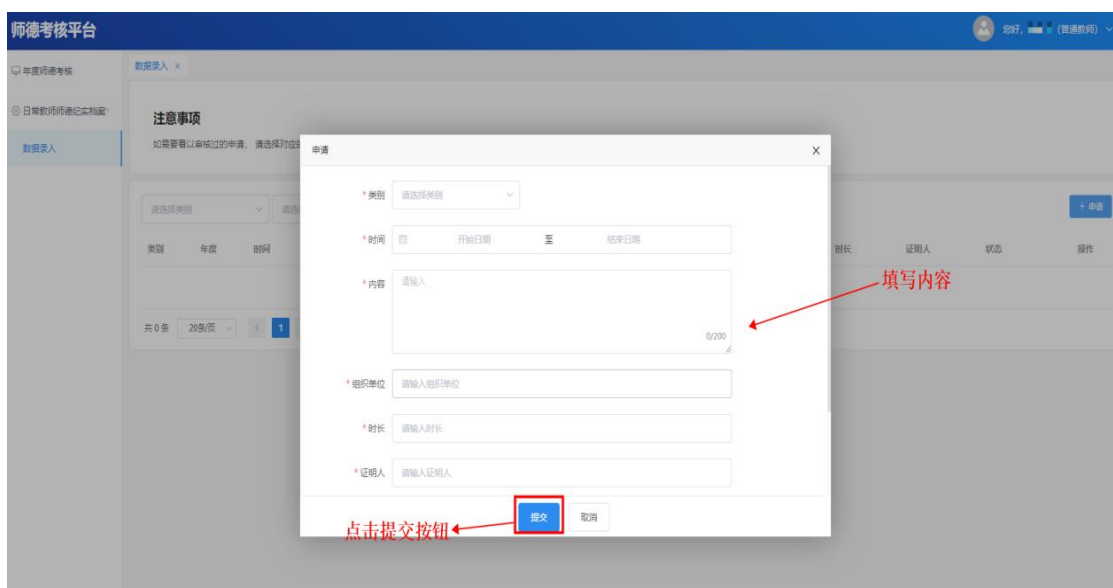 师德考核平台
您好, (普通教师)
年度师德考核
数据录入 ×
日常教师师德纪实档案
注意事项
数据录入
如需要看以审核过的申请, 请选择对应
申请
X
* 类别 请选择类别
请选择类别
请选
+ 申请
* 时间 开始日期 至 结束日期
类别 年度 时间
时长 证明人 状态 操作
* 内容 请输入
填写内容
共 0 条 20条/页 < 1
0/200
* 组织单位 请输入组织单位
* 时长 请输入时长
* 证明人 请输入证明人
提交 取消
点击提交按钮